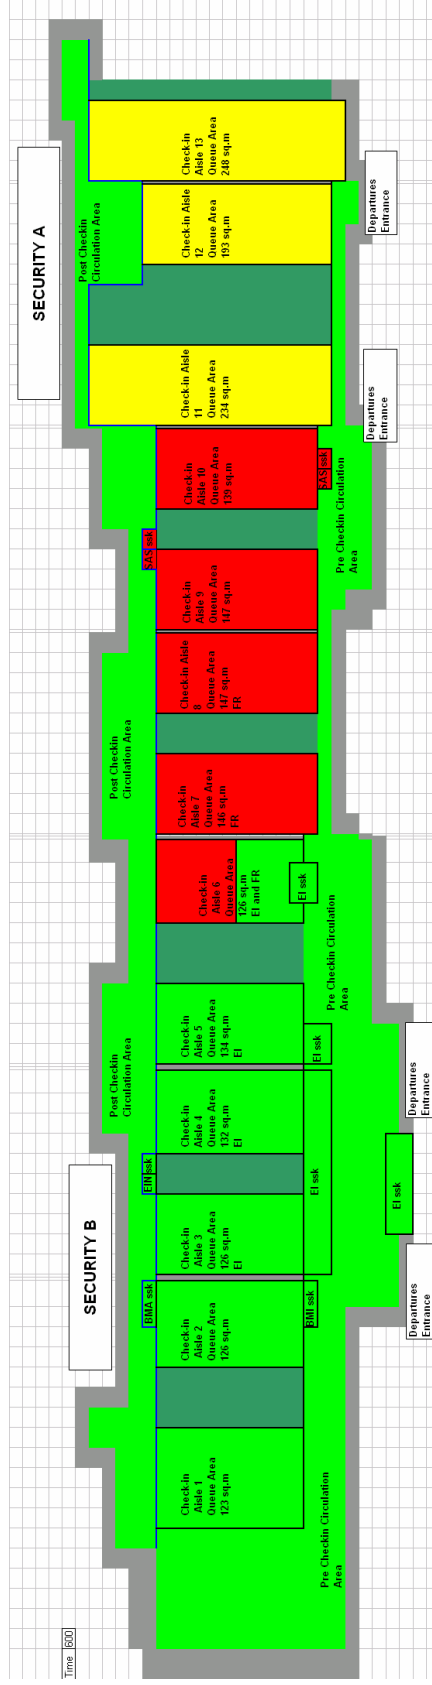 SECURITY A
Post Checkin
Circulation Area
Check-in
Aisle 13
Queue Area
248 sq.m
Check-in Aisle
12
Queue Area
193 sq.m
Departures
Entrance
Check-in Aisle
11
Queue Area
234 sq.m
Departures
Entrance
Check-in
Aisle 10
Queue Area
139 sq.m
SAS ssk
Pre Checkin Circulation
Area
SAS ssk
Check-in
Aisle 9
Queue Area
147 sq.m
Check-in Aisle
8
Queue Area
147 sq.m
FR
Post Checkin
Circulation Area
Check-in
Aisle 7
Queue Area
146 sq.m
FR
Check-in
Aisle 6
Queue Area
126 sq.m
EI and FR
EI ssk
Pre Checkin Circulation
Area
Post Checkin
Circulation Area
Check-in
Aisle 5
Queue Area
134 sq.m
EI
EI ssk
Check-in
Aisle 4
Queue Area
132 sq.m
EI
Departures
Entrance
SECURITY B
EIN ssk
EI ssk
EI ssk
Check-in
Aisle 3
Queue Area
126 sq.m
EI
Departures
Entrance
BMA ssk
Check-in
Aisle 2
Queue Area
126 sq.m
BMI ssk
Check-in
Aisle 1
Queue Area
123 sq.m
Pre Checkin Circulation
Area
Time 600